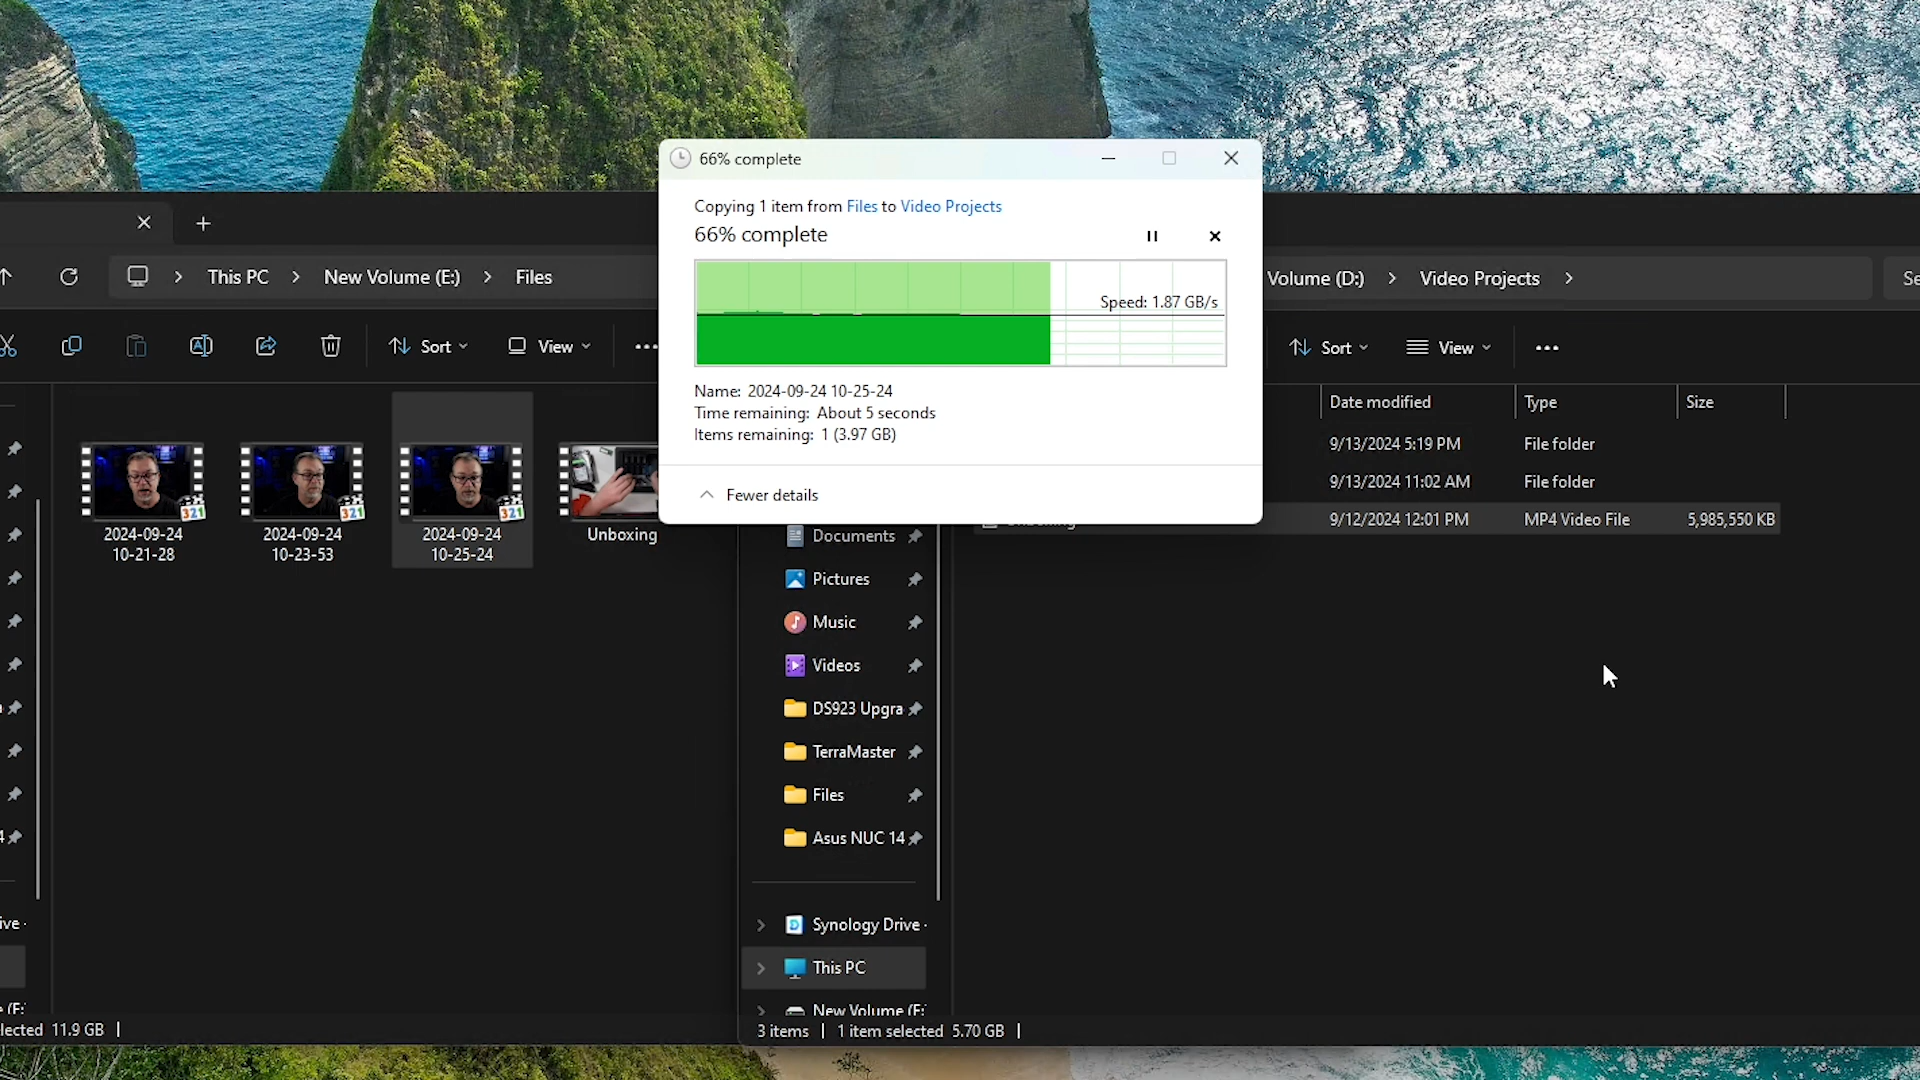 66% complete
Copying 1 item from Files to Video Projects
66% complete
Speed: 1.87 GB/s
Name: 2024-09-24 10-25-24
Time remaining: About 5 seconds
Items remaining: 1 (3.97 GB)
Fewer details
This PC
New Volume (E:)
Files
Sort
View
2024-09-24
10-21-28
2024-09-24
10-23-53
2024-09-24
10-25-24
Unboxing
11.9 GB
Volume (D:)
Video Projects
Sort
View
Date modified
Type
Size
9/13/2024 5:19 PM
File folder
9/13/2024 11:02 AM
File folder
9/12/2024 12:01 PM
MP4 Video File
5,985,550 KB
Documents
Pictures
Music
Videos
DS923 Upgra
TerraMaster
Files
Asus NUC 14
Synology Drive -
This PC
New Volume (E:
3 items
1 item selected 5.70 GB